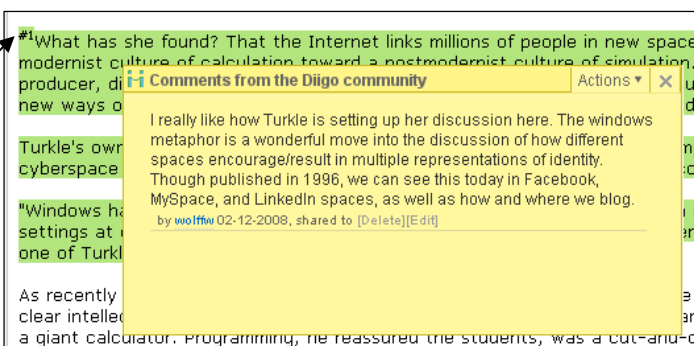 #1What has she found? That the Internet links millions of people in new space
modernist culture of calculation toward a postmodernist culture of simulation.
producer, di
new ways o
Comments from the Diigo community
Actions
I really like how Turkle is setting up her discussion here. The windows
metaphor is a wonderful move into the discussion of how different
spaces encourage/result in multiple representations of identity.
Though published in 1996, we can see this today in Facebook,
MySpace, and LinkedIn spaces, as well as how and where we blog.
by wolffw 02-12-2008, shared to [Delete][Edit]
Turkle's own
cyberspace
"Windows ha
settings at
one of Turkl
As recently
clear intellec
a giant calculator. Programming, he reassured the students, was a cut-and-d